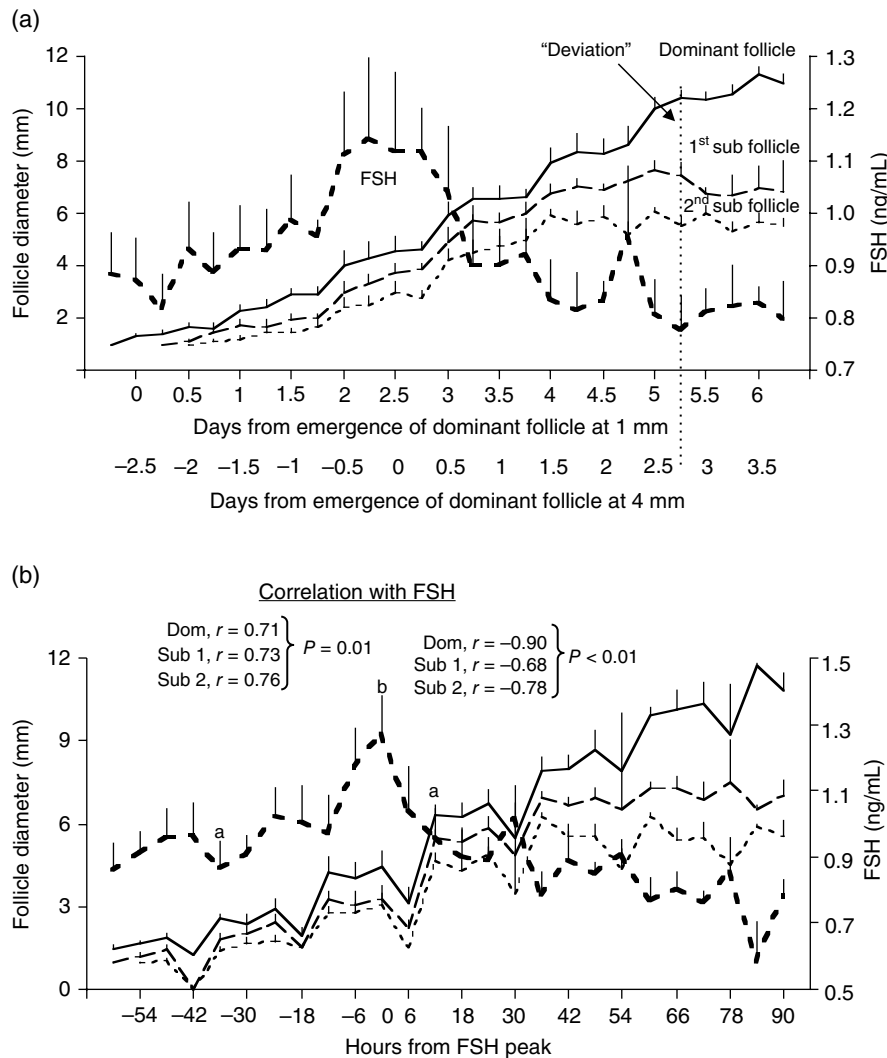 (a)
"Deviation" Dominant follicle
12 10 8 6 4 2
Follicle diameter (mm)
FSH
1st sub follicle
2nd sub follicle
1.3 1.2 1.1 1.0 0.9 0.8 0.7
FSH (ng/mL)
0 0.5 1 1.5 2 2.5 3 3.5 4 4.5 5 5.5 6
Days from emergence of dominant follicle at 1 mm
–2.5 –2 –1.5 –1 –0.5 0 0.5 1 1.5 2 2.5 3 3.5
Days from emergence of dominant follicle at 4 mm
(b)
Correlation with FSH
Dom, r = 0.71
Sub 1, r = 0.73
Sub 2, r = 0.76
P = 0.01
Dom, r = –0.90
Sub 1, r = –0.68
Sub 2, r = –0.78
P < 0.01
12 9 6 3 0
Follicle diameter (mm)
a
b
a
1.5 1.3 1.1 0.9 0.7 0.5
FSH (ng/mL)
–54 –42 –30 –18 –6 0 6 18 30 42 54 66 78 90
Hours from FSH peak